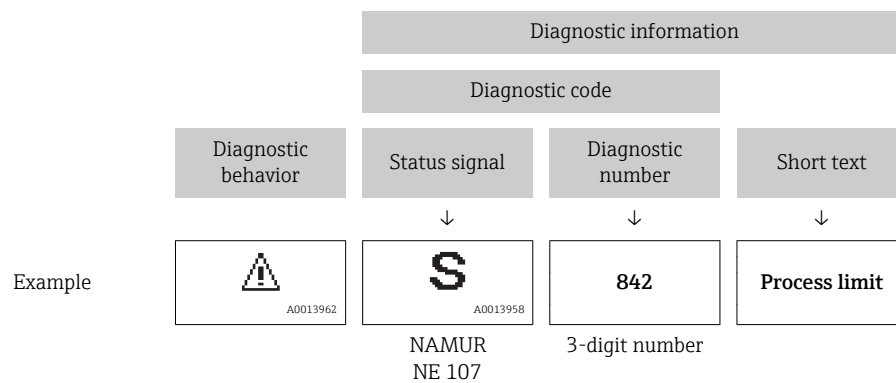 Diagnostic information
Diagnostic code
Diagnostic
behavior
Status signal
Diagnostic
number
Short text
↓ ↓ ↓
Example
S
842
Process limit
A0013962
A0013958
NAMUR
NE 107
3-digit number